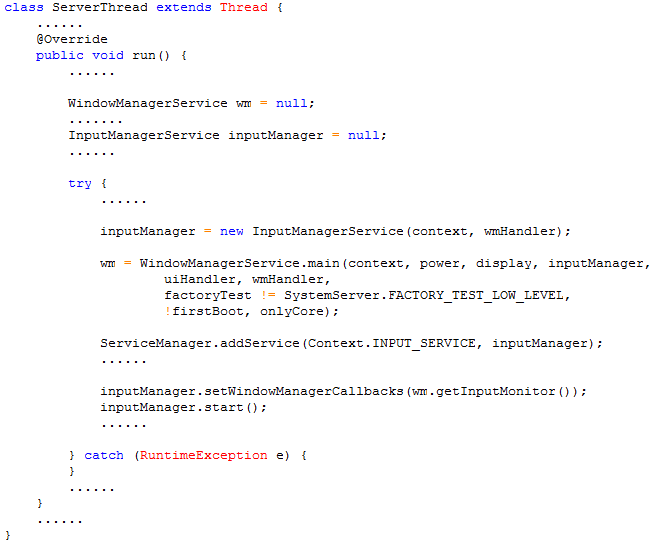 class ServerThread extends Thread {
    ......
    @Override
    public void run() {
        ......
        WindowManagerService wm = null;
        .......
        InputManagerService inputManager = null;
        ......
        try {
            ......
            inputManager = new InputManagerService(context, wmHandler);
            wm = WindowManagerService.main(context, power, display, inputManager,
                    uiHandler, wmHandler,
                    factoryTest != SystemServer.FACTORY_TEST_LOW_LEVEL,
                    !firstBoot, onlyCore);
            ServiceManager.addService(Context.INPUT_SERVICE, inputManager);
            ......
            inputManager.setWindowManagerCallbacks(wm.getInputMonitor());
            inputManager.start();
            ......
        } catch (RuntimeException e) {
        }
        ......
    }
    ......
}